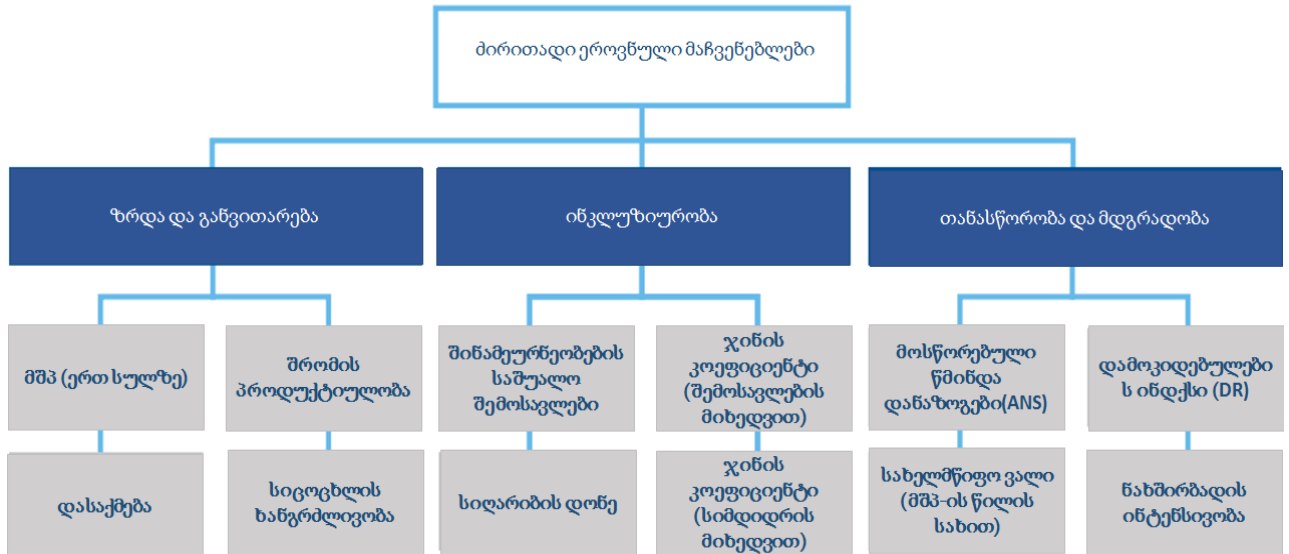 ძირითადი ეროვნული მაჩვენებლები
ზრდა და განვითარება
ინკლუზიურობა
თანასწორობა და მდგრადობა
მშპ (ერთ სულზე)
შრომის
პროდუქტიულობა
შინამეურნეობების
საშუალო
შემოსავლები
ჯინის
კოეფიციენტი
(შემოსავლების
მიხედვით)
მოსწორებული
წმინდა
დანაზოგები(ANS)
დამოკიდებულები
ს ინდქსი (DR)
დასაქმება
სიცოცხლის
ხანგრძლივობა
სიღარიბის დონე
ჯინის
კოეფიციენტი
(სიმდიდრის
მიხედვით)
სახელმწიფო ვალი
(მშპ-ის წილის
სახით)
ნახშირბადის
ინტენსივობა